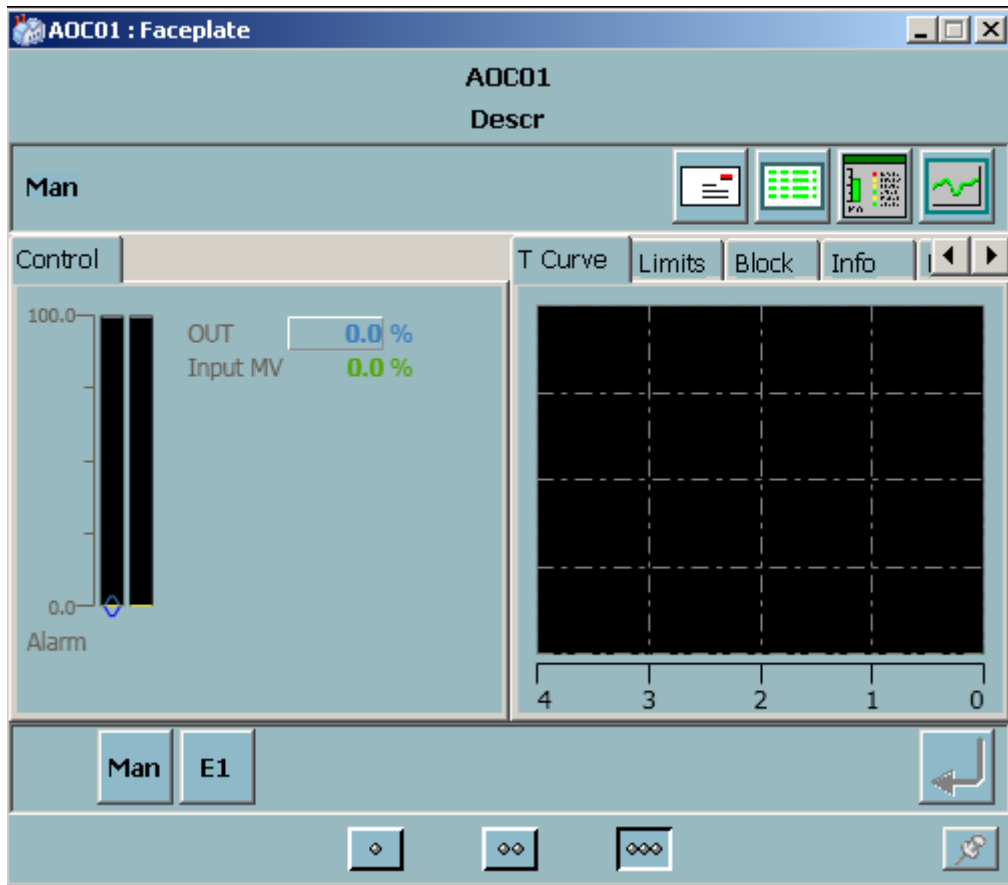 AOC01 : Faceplate
AOC01
Descr
Man
Control
T Curve Limits Block Info
100.0
OUT 0.0 %
Input MV 0.0 %
0.0
Alarm
4 3 2 1 0
Man E1